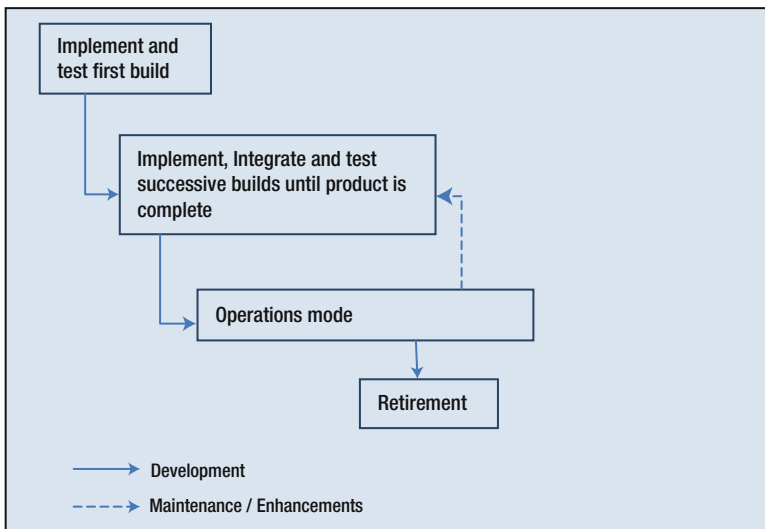 Implement and
test first build
Implement, Integrate and test
successive builds until product is
complete
Operations mode
Retirement
Development
Maintenance / Enhancements